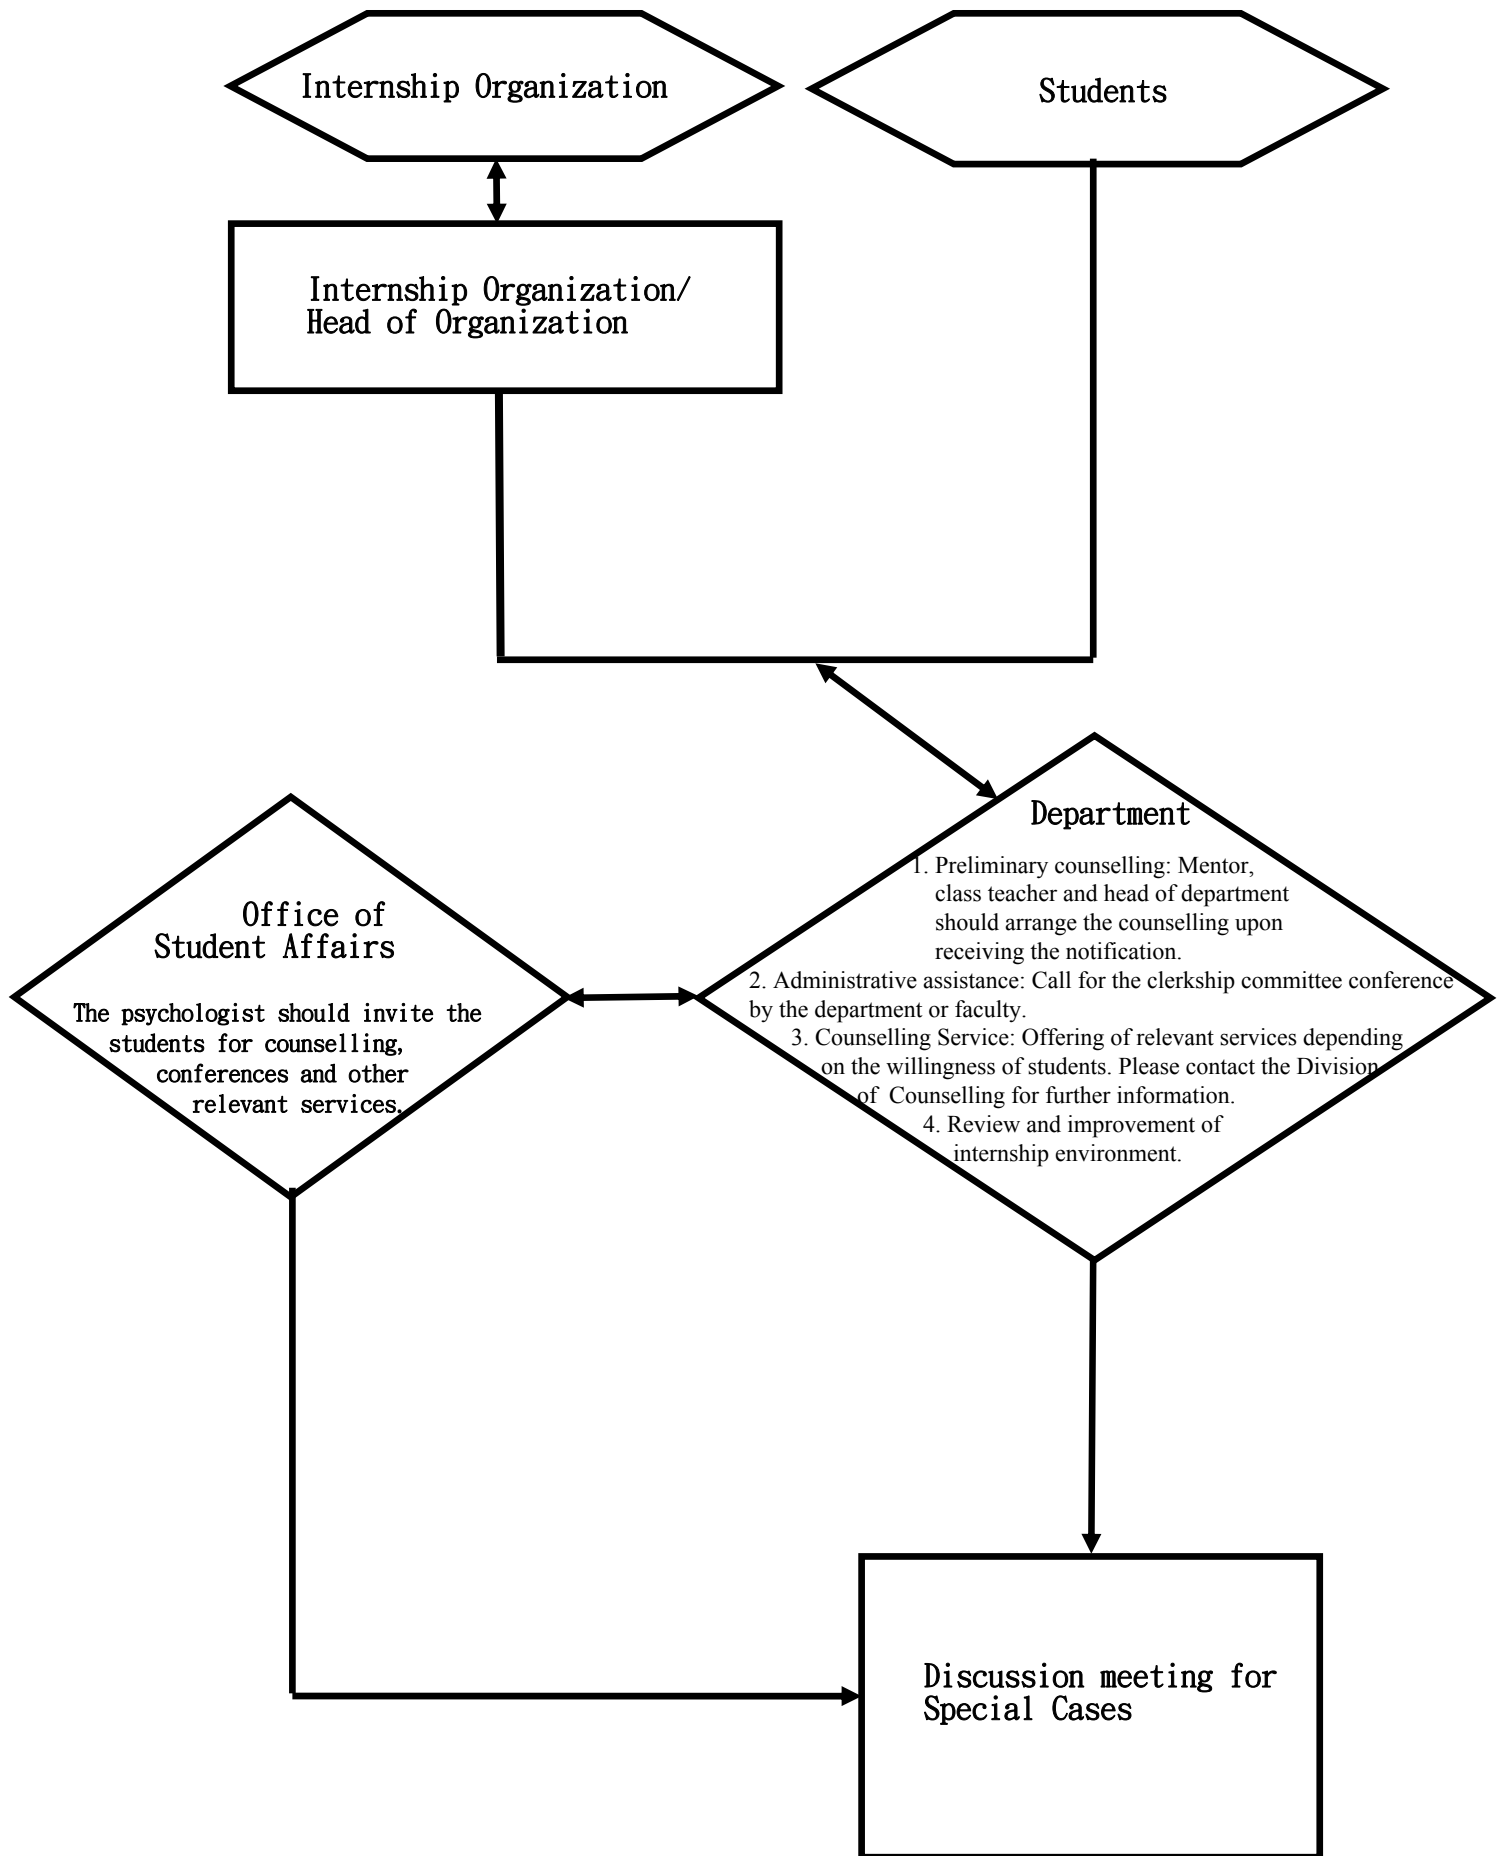 Internship Organization
Students
Internship Organization/
Head of Organization
Department
1. Preliminary counselling: Mentor,
class teacher and head of department
should arrange the counselling upon
receiving the notification.
2. Administrative assistance: Call for the clerkship committee conference
by the department or faculty.
3. Counselling Service: Offering of relevant services depending
on the willingness of students. Please contact the Division
of Counselling for further information.
4. Review and improvement of
internship environment.
Office of
Student Affairs
The psychologist should invite the
students for counselling,
conferences and other
relevant services.
Discussion meeting for
Special Cases